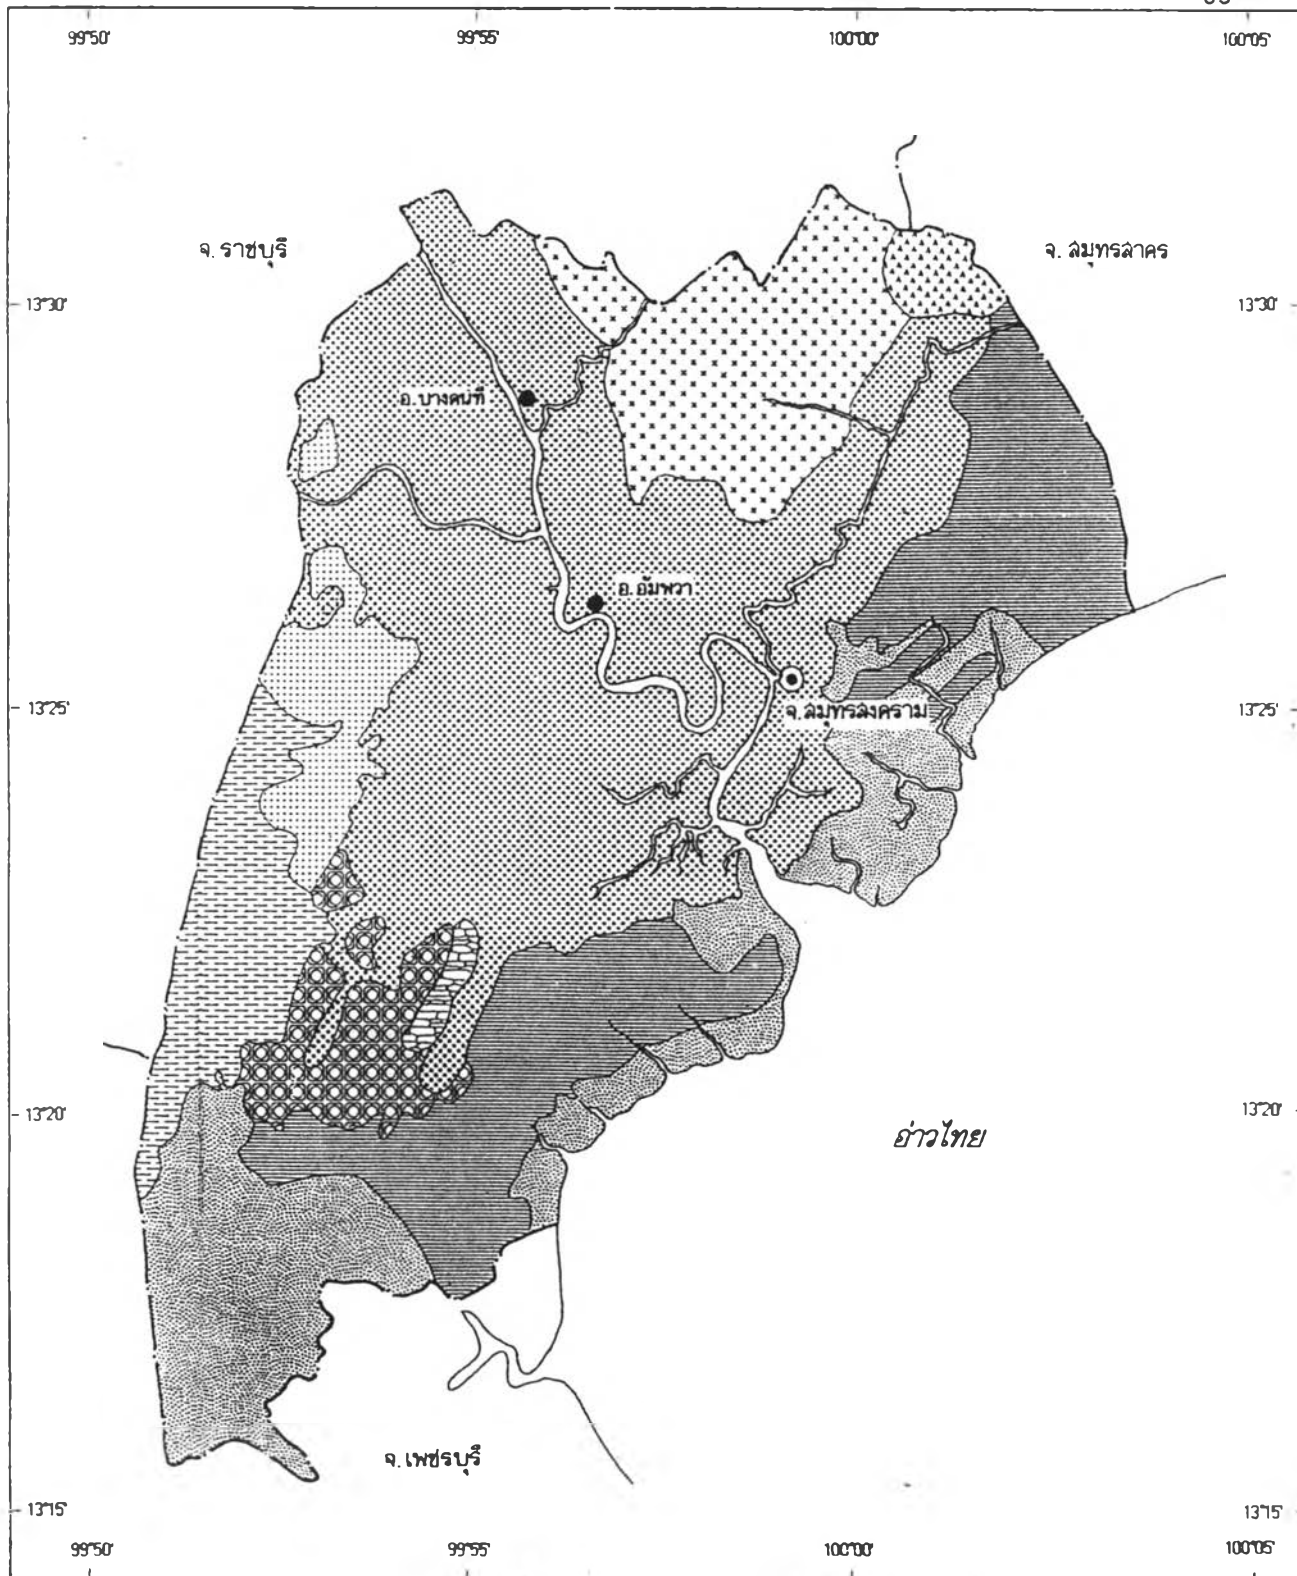 99°50'
99°55'
100°00'
100°05'
จ. ราชบุรี
จ. สมุทรสาคร
13°30'
13°30'
อ. บางคนที
อ. อัมพวา
13°25'
จ. สมุทรสงคราม
13°25'
13°20'
อ่าวไทย
13°20'
จ. เพชรบุรี
13°15'
13°15'
99°50'
99°55'
100°00'
100°05'